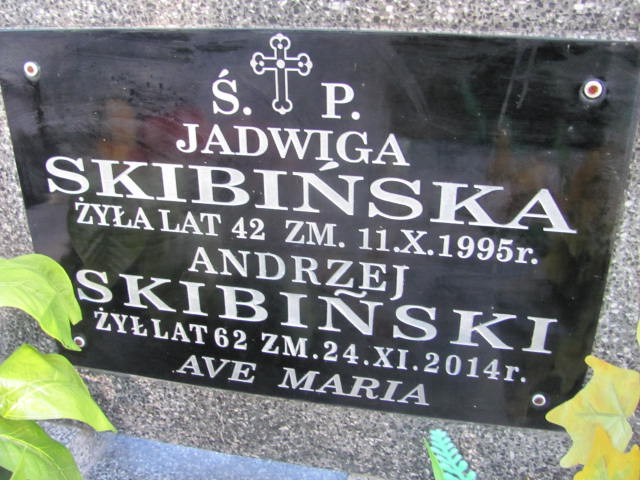 Ś. P.
JADWIGA
SKIBIŃSKA
ŻYŁA LAT 42 ZM. 11.X.1995r.
ANDRZEJ
SKIBIŃSKI
ŻYŁ LAT 62 ZM. 24.XI.2014r.
AVE MARIA